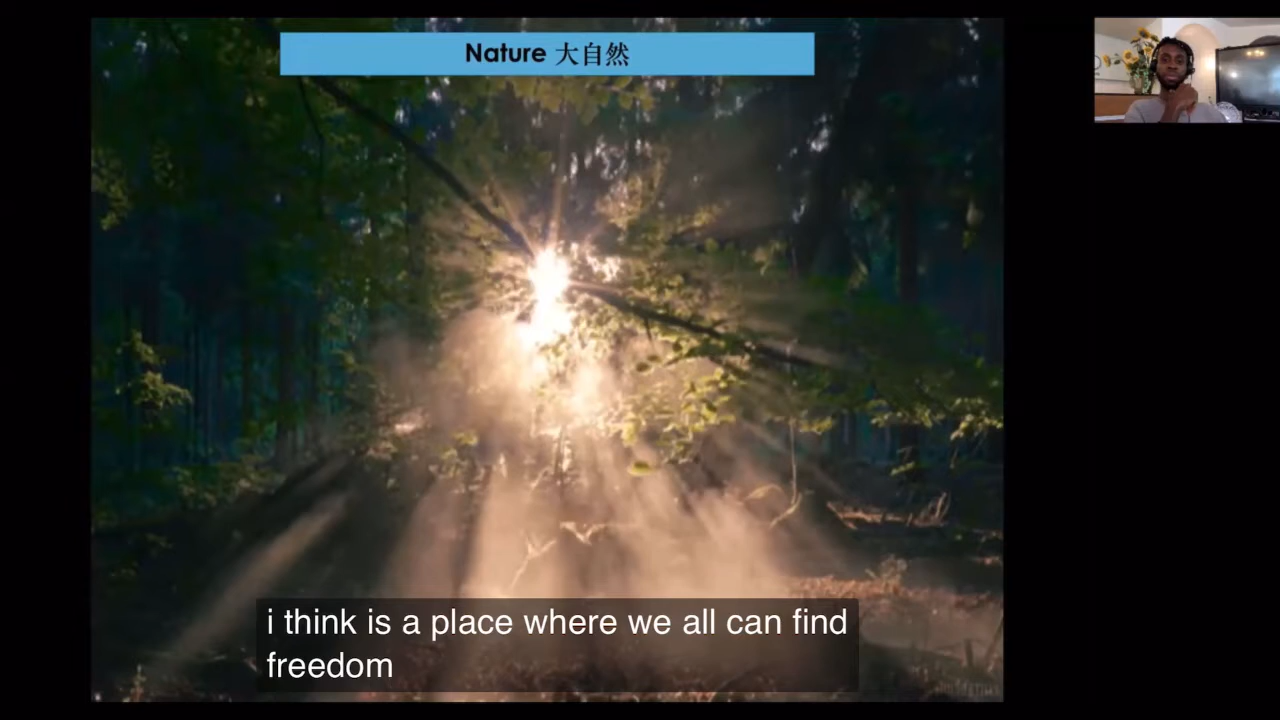 Nature 大自然
i think is a place where we all can find
freedom